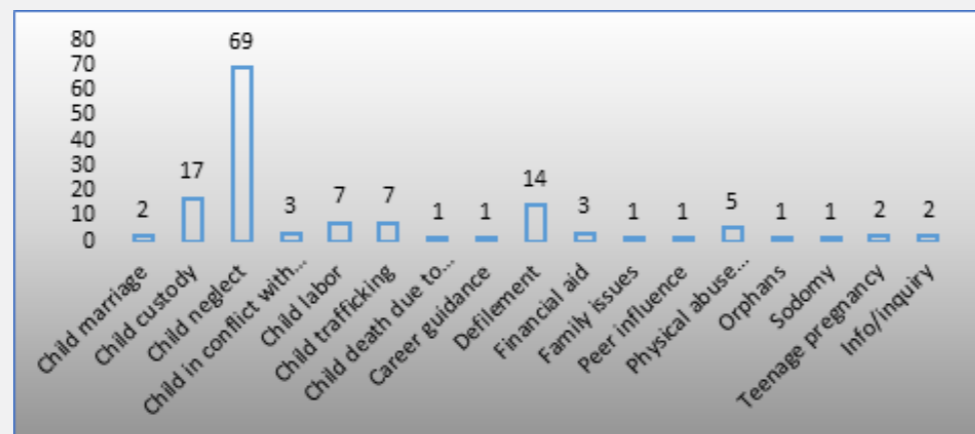 80
70
60
50
40
30
20
10
0
2
17
69
3
7
7
1
1
14
3
1
1
5
1
1
2
2
Child marriage
Child custody
Child neglect
Child in conflict with...
Child labor
Child trafficking
Child death due to...
Career guidance
Defilement
Financial aid
Family issues
Peer influence
Physical abuse...
Orphans
Sodomy
Teenage pregnancy
Info/inquiry